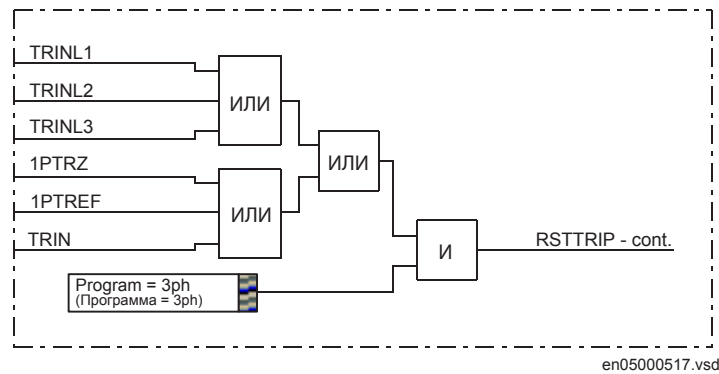 TRINL1
TRINL2
ИЛИ
TRINL3
1PTRZ
ИЛИ
1PTREF
ИЛИ
TRIN
И
RSTTRIP - cont.
Program = 3ph
(Программа = 3ph)
en05000517.vsd